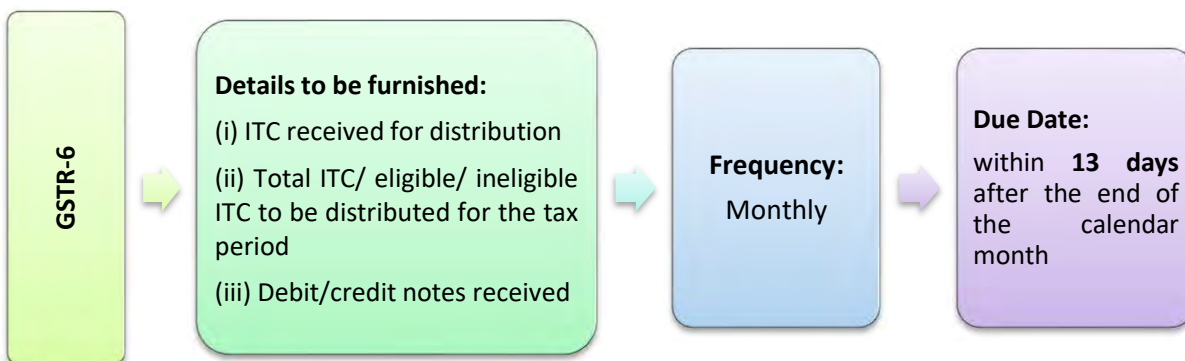 GSTR-6
Details to be furnished:
(i) ITC received for distribution
(ii) Total ITC/ eligible/ ineligible
ITC to be distributed for the tax
period
(iii) Debit/credit notes received
Frequency:
Monthly
Due Date:
within 13 days
after the end of
the calendar
month